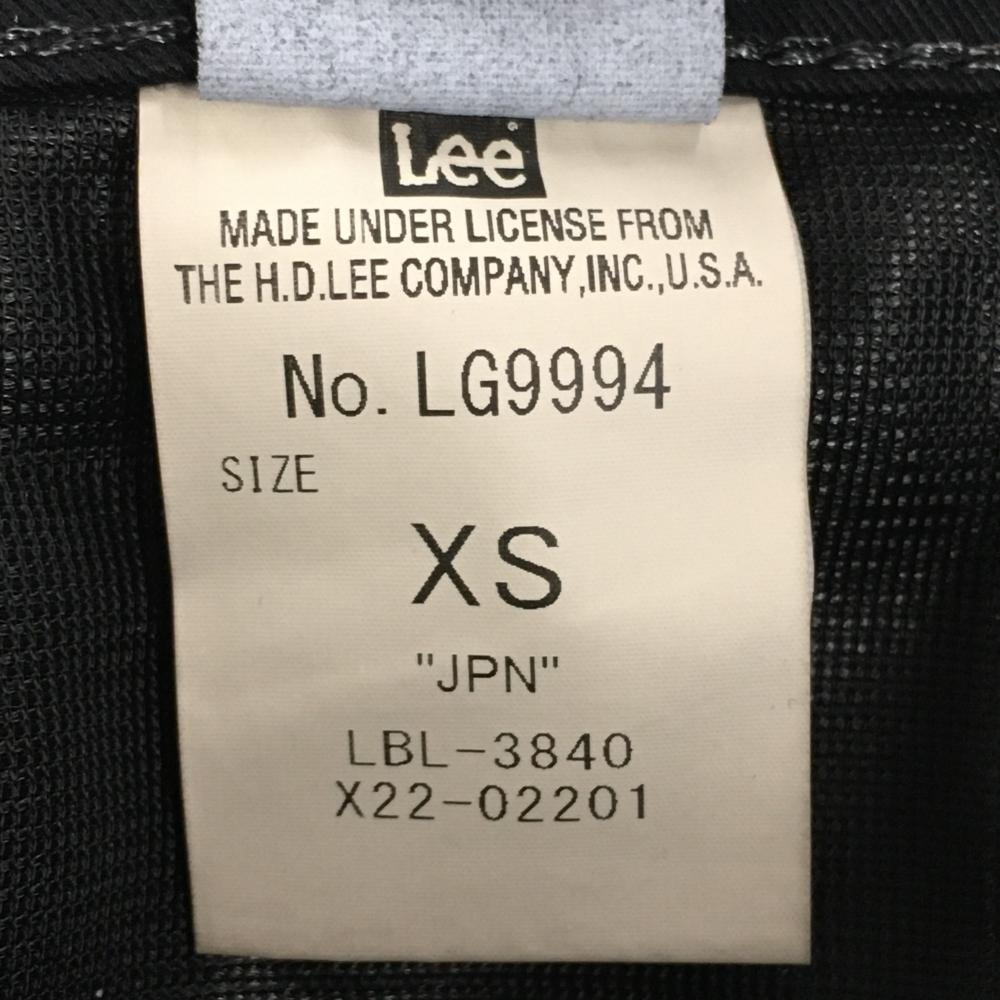 Lee
MADE UNDER LICENSE FROM
THE H.D.LEE COMPANY,INC.,U.S.A.
No. LG9994
SIZE
XS
"JPN"
LBL-3840
X22-02201